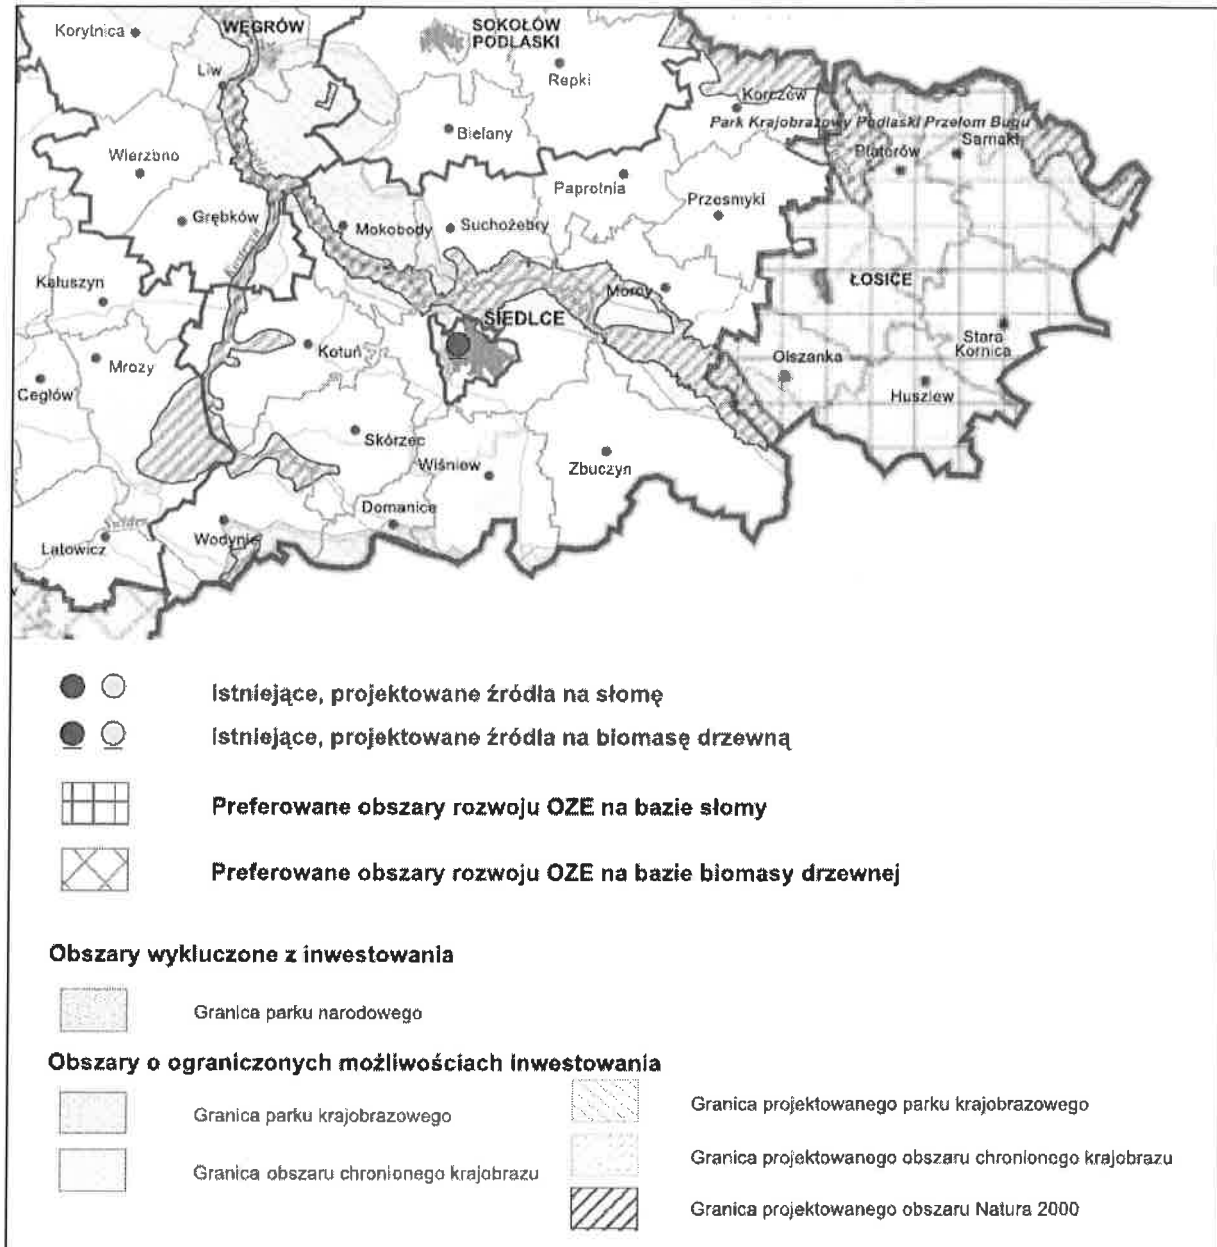 Korytnica
WĘGRÓW
SOKOŁÓW
PODLASKI
Liw
Repki
Korczew
Bielany
Park Krajobrazowy Podlaski Przełom Bugu
Sarnaki
Platerów
Wierzbno
Paprotnia
Przesmyki
Grębków
Mokobody
Suchożebry
Kałuszyn
Mordy
ŁOSICE
SIEDLCE
Stara
Kornica
Kotuń
Mrozy
Olszanka
Cegłów
Huszlew
Skórzec
Wiśniew
Zbuczyn
Domanice
Latowicz
Wodynie
Istniejące, projektowane źródła na słomę
Istniejące, projektowane źródła na biomasę drzewną
Preferowane obszary rozwoju OZE na bazie słomy
Preferowane obszary rozwoju OZE na bazie biomasy drzewnej
Obszary wykluczone z inwestowania
Granica parku narodowego
Obszary o ograniczonych możliwościach inwestowania
Granica parku krajobrazowego
Granica projektowanego parku krajobrazowego
Granica obszaru chronionego krajobrazu
Granica projektowanego obszaru chronionego krajobrazu
Granica projektowanego obszaru Natura 2000